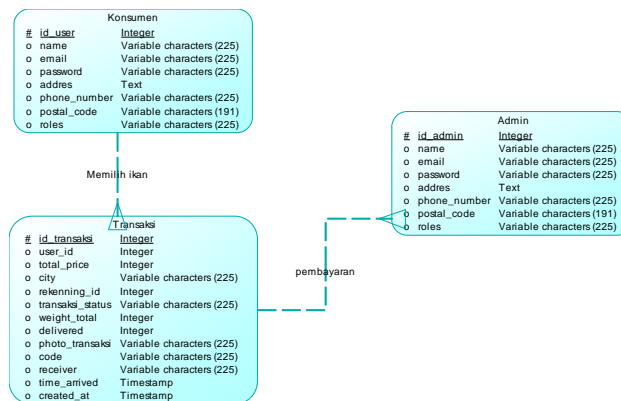 Konsumen
# id_user Integer
o name Variable characters (225)
o email Variable characters (225)
o password Variable characters (225)
o addres Text
o phone_number Variable characters (225)
o postal_code Variable characters (191)
o roles Variable characters (225)
Memilih ikan
Transaksi
# id_transaksi Integer
o user_id Integer
o total_price Integer
o city Variable characters (225)
o rekenning_id Integer
o transaksi_status Variable characters (225)
o weight_total Integer
o delivered Integer
o photo_transaksi Variable characters (225)
o code Variable characters (225)
o receiver Variable characters (225)
o time_arrived Timestamp
o created_at Timestamp
pembayaran
Admin
# id_admin Integer
o name Variable characters (225)
o email Variable characters (225)
o password Variable characters (225)
o addres Text
o phone_number Variable characters (225)
o postal_code Variable characters (191)
o roles Variable characters (225)